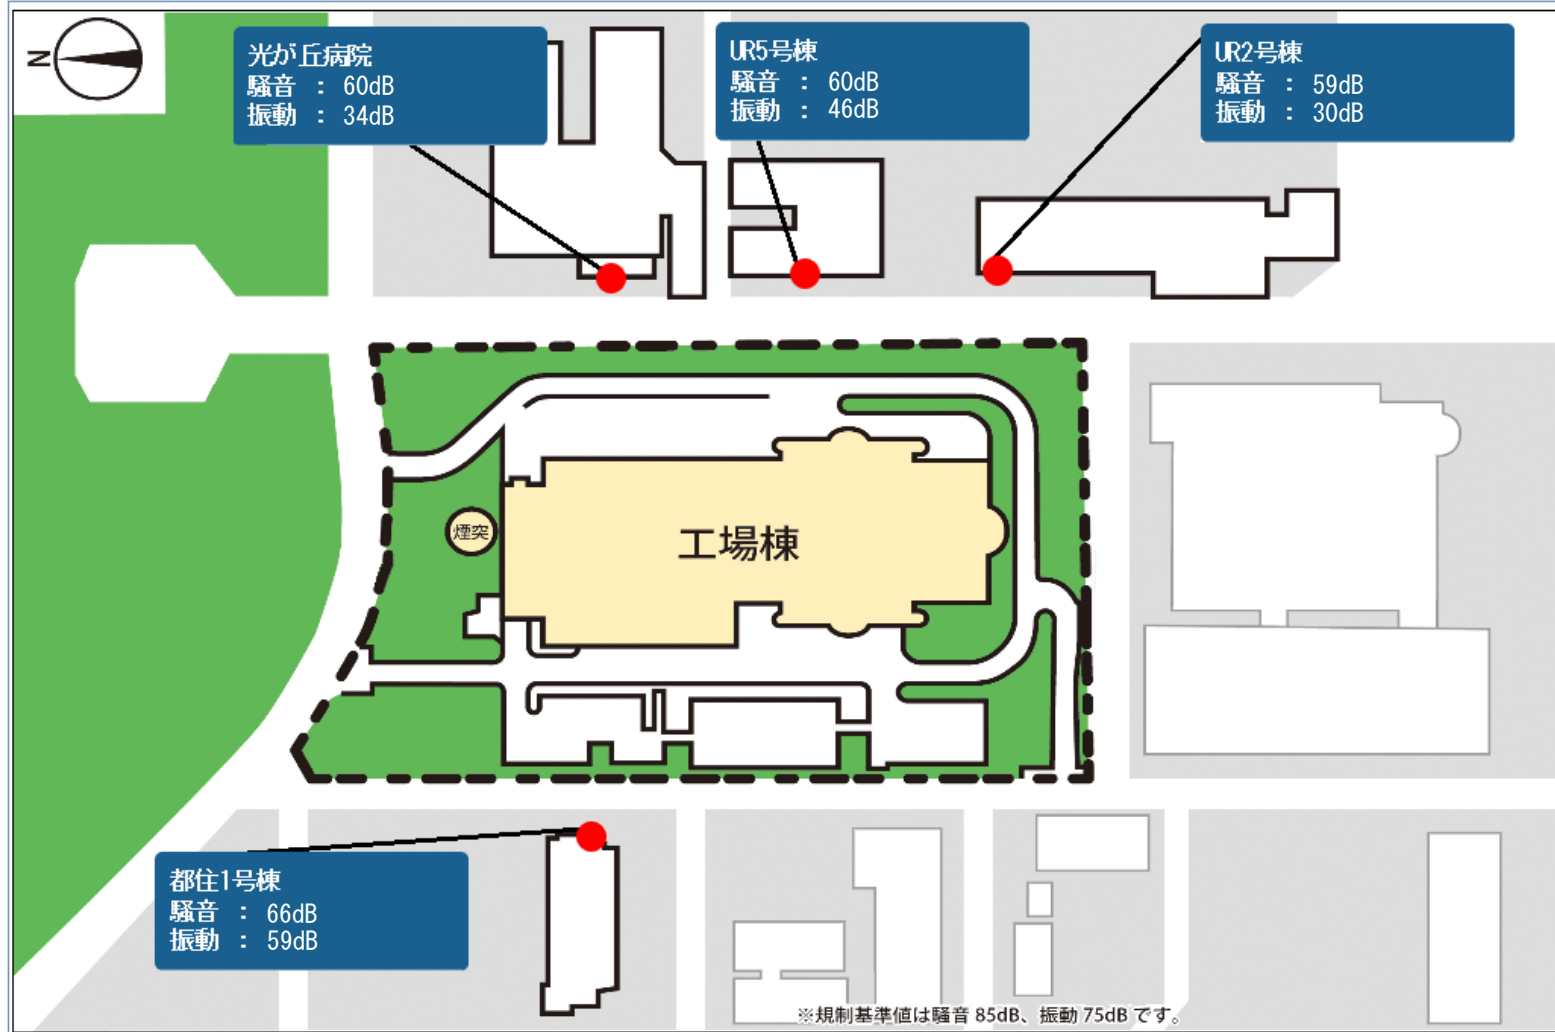 N
光が丘病院
騒音 : 60dB
振動 : 34dB
UR5号棟
騒音 : 60dB
振動 : 46dB
UR2号棟
騒音 : 59dB
振動 : 30dB
煙突
工場棟
都住1号棟
騒音 : 66dB
振動 : 59dB
※規制基準値は騒音 85dB、振動 75dB です。